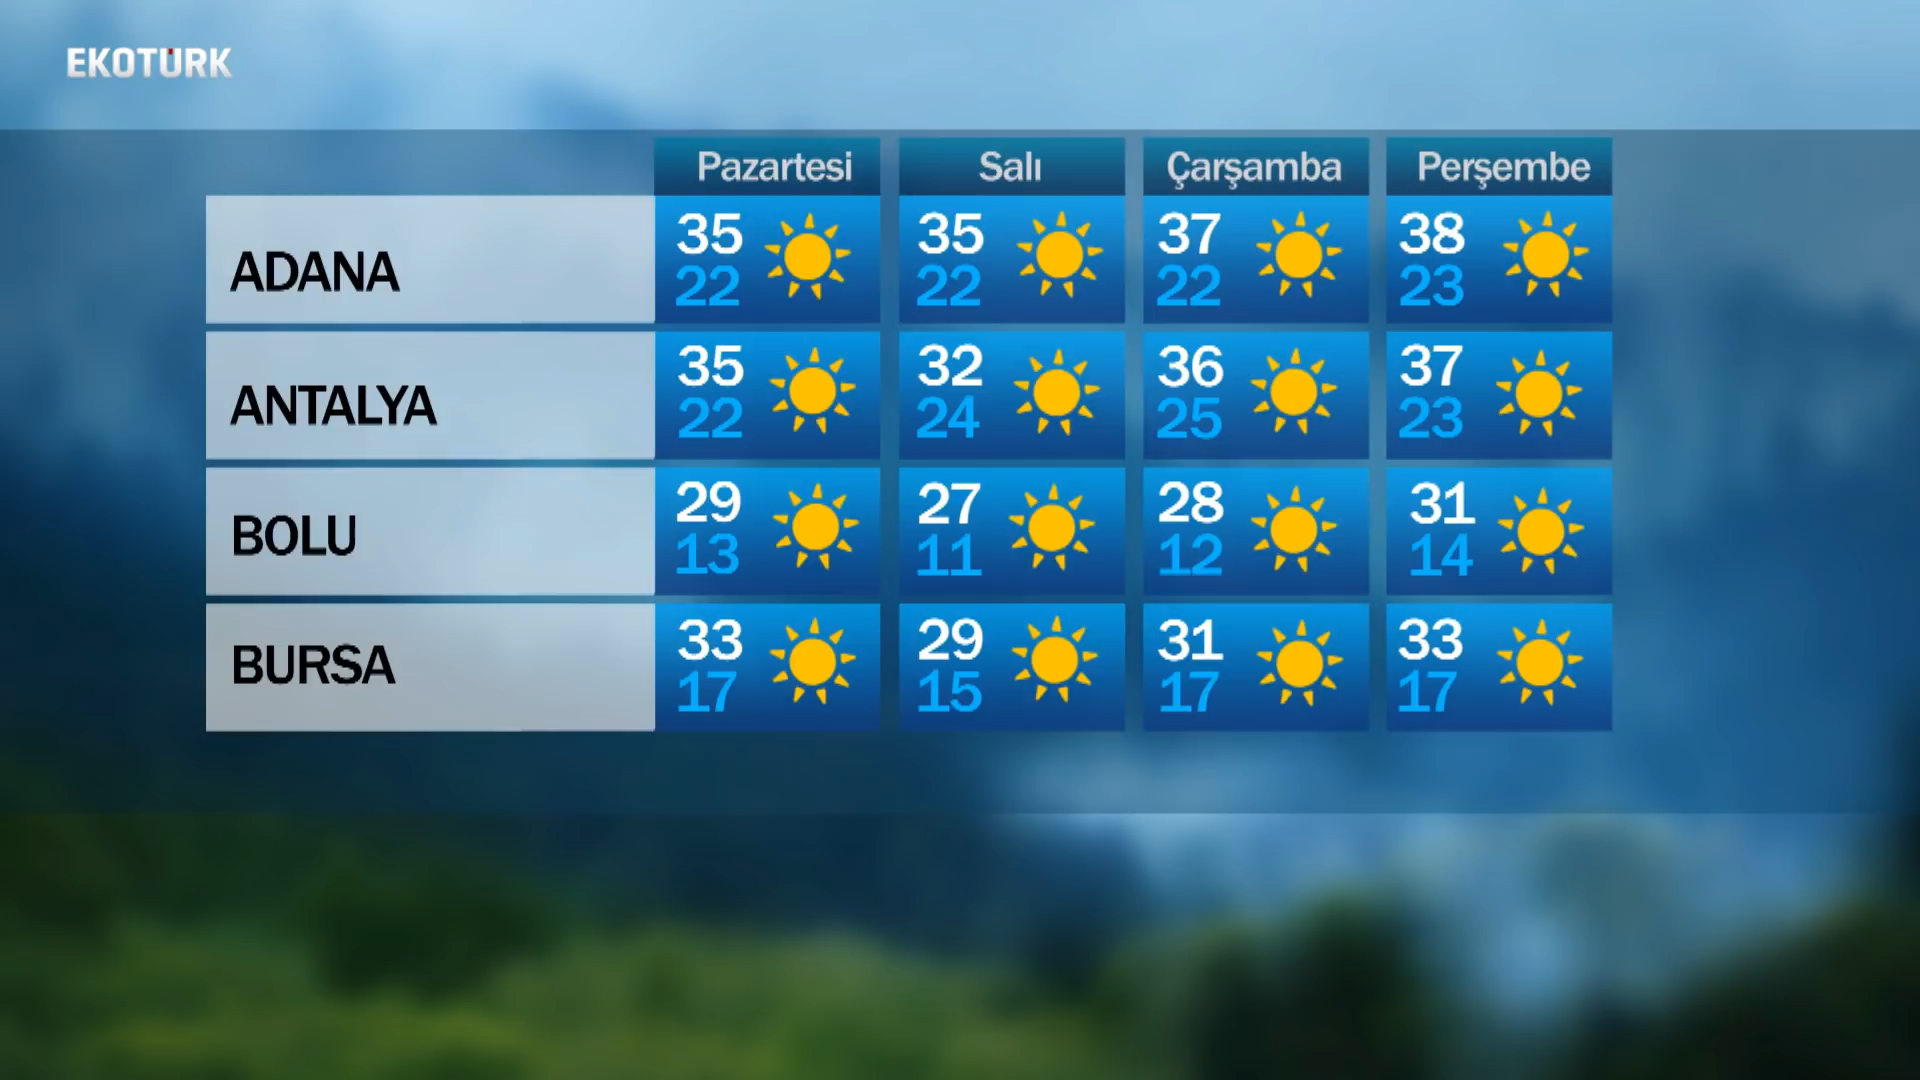 EKOTÜRK
Pazartesi Salı Çarşamba Perşembe
ADANA 35 22 35 22 37 22 38 23
ANTALYA 35 22 32 24 36 25 37 23
BOLU 29 13 27 11 28 12 31 14
BURSA 33 17 29 15 31 17 33 17